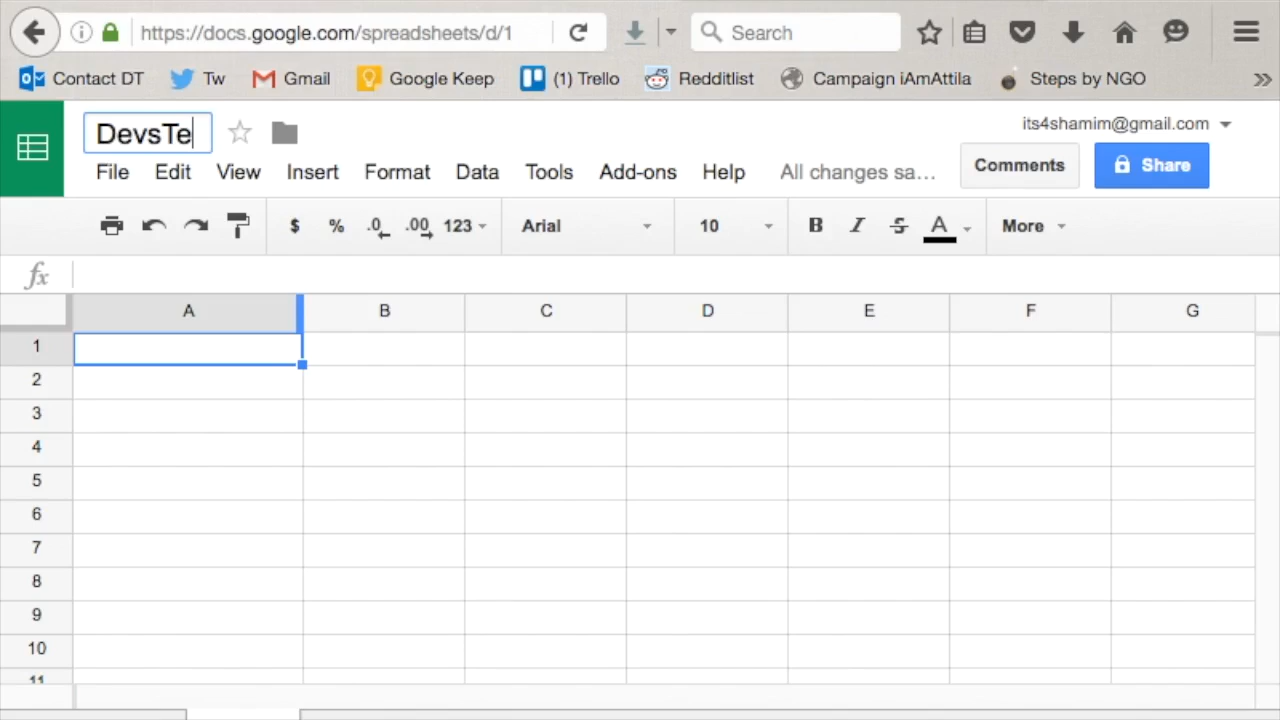 https://docs.google.com/spreadsheets/d/1 Search
Contact DT Tw Gmail Google Keep (1) Trello Redditlist Campaign iAmAttila Steps by NGO
DevsTe its4shamim@gmail.com
File Edit View Insert Format Data Tools Add-ons Help All changes sa... Comments Share
$ % .0 .00 123 Arial 10 B I S A More
fx
A B C D E F G
1
2
3
4
5
6
7
8
9
10
11